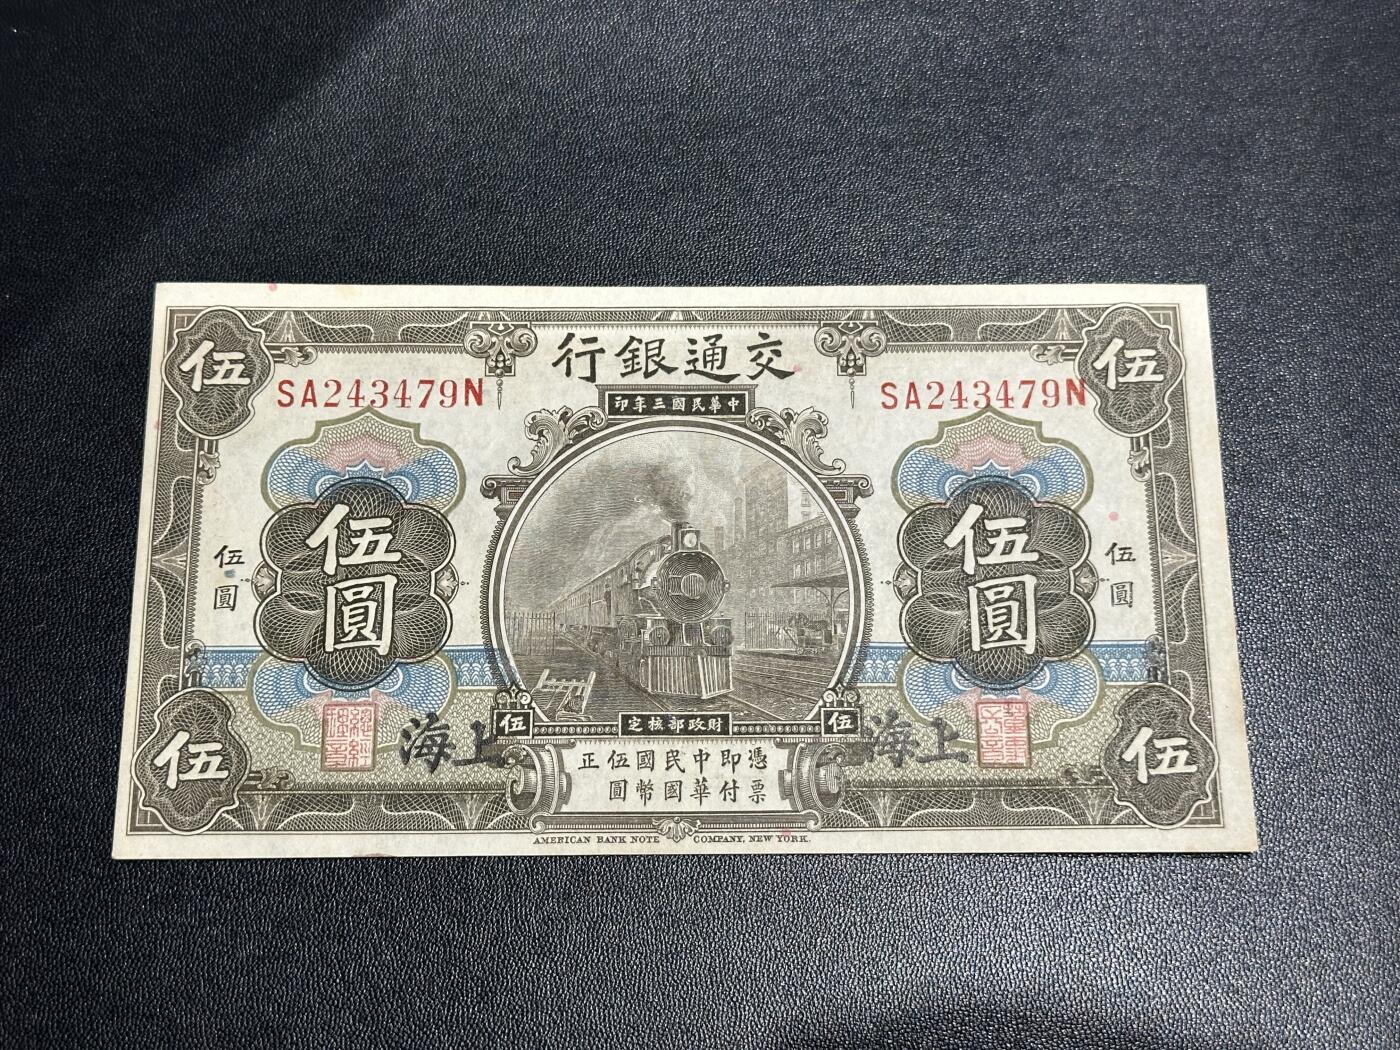 交通銀行
中華民國三年印
SA243479N
SA243479N
伍
伍
伍圓
伍圓
伍圓
伍圓
財政部核定
伍
伍
上海
上海
憑票即付中華民國國幣伍圓正
伍
伍
AMERICAN BANK NOTE COMPANY, NEW YORK.